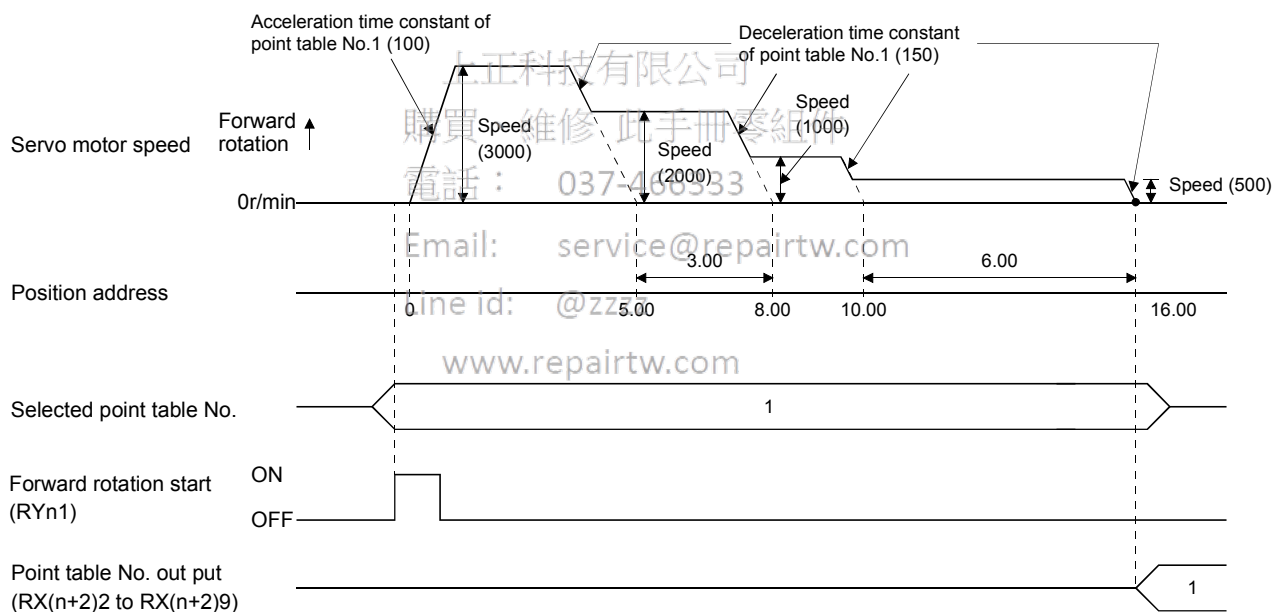 Acceleration time constant of
point table No.1 (100)
Deceleration time constant
of point table No.1 (150)
上正科技有限公司
Speed
(1000)
Forward
rotation
購買 維修 此手冊零組件
Servo motor speed
Speed
(3000)
Speed
(2000)
電話： 037-466333
Speed (500)
0r/min
Email: service@repairtw.com
3.00
6.00
Position address
0
5.00
8.00
10.00
16.00
Line id: @zzzz
www.repairtw.com
Selected point table No.
1
Forward rotation start
(RYn1)
ON
OFF
Point table No. out put
(RX(n+2)2 to RX(n+2)9)
1